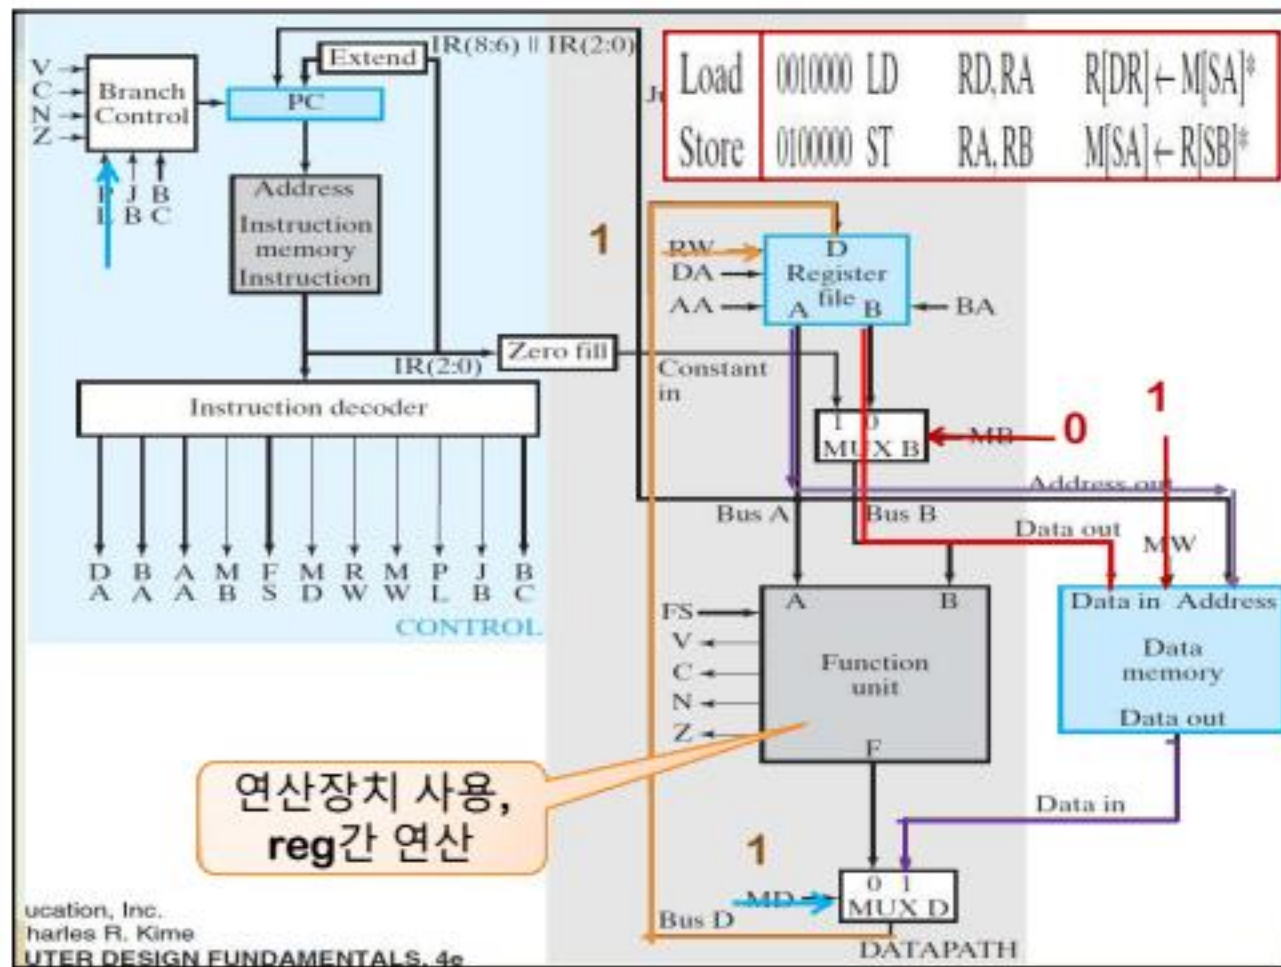 IR(8:6) || IR(2:0)
Extend
V
C
N
Z
Branch
Control
PC
P J B
L B C
Address
Instruction
memory
Instruction
Load 0010000 LD RD, RA R[DR] ← M[SA]*
Store 0100000 ST RA, RB M[SA] ← R[SB]*
1
RW
DA
AA
D
Register
file
A B
BA
IR(2:0)
Zero fill
Constant
in
Instruction decoder
1 0
MUX B
MB
0
1
Address out
Bus A
Bus B
Data out
MW
D B A M F M R M P J B
A A A B S D W W L B C
CONTROL
FS
V
C
N
Z
A B
Function
unit
F
Data in Address
Data
memory
Data out
연산장치 사용,
reg간 연산
Data in
1
MD
0 1
MUX D
Bus D
DATAPATH
ucation, Inc.
harles R. Kime
UTER DESIGN FUNDAMENTALS, 4e